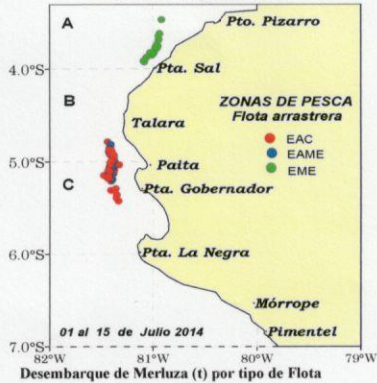 A
Pto. Pizarro
4.0°S
Pta. Sal
B
ZONAS DE PESCA
Flota arrastrera
Talara
EAC
EAME
EME
5.0°S
Paita
C
Pta. Gobernador
6.0°S
Pta. La Negra
Mórrope
01 al 15 de Julio 2014
Pimentel
7.0°S
82°W
81°W
80°W
79°W
Desembarque de Merluza (t) por tipo de Flota